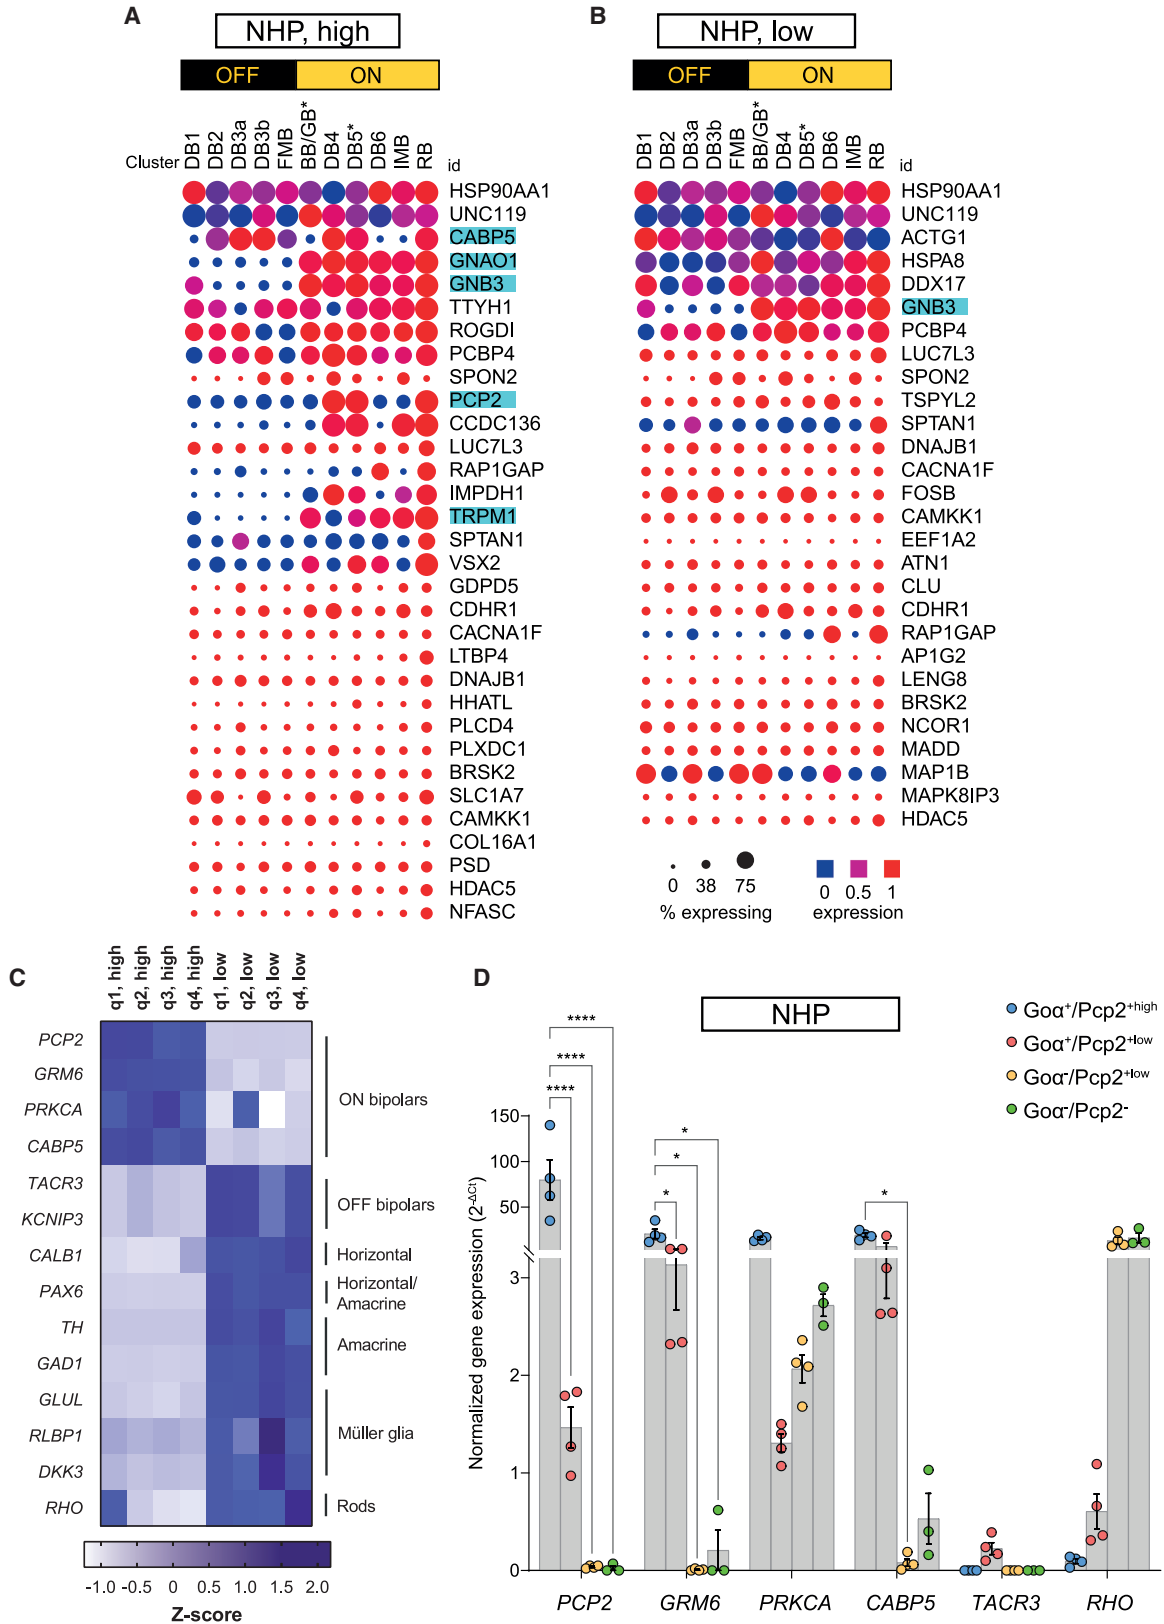 A
NHP, high
OFF ON
Cluster DB1 DB2 DB3a DB3b FMB BB/GB* DB4 DB5* DB6 IMB RB id
HSP90AA1
UNC119
CABP5
GNAO1
GNB3
TTYH1
ROGDI
PCBP4
SPON2
PCP2
CCDC136
LUC7L3
RAP1GAP
IMPDH1
TRPM1
SPTAN1
VSX2
GDPD5
CDHR1
CACNA1F
LTBP4
DNAJB1
HHATL
PLCD4
PLXDC1
BRSK2
SLC1A7
CAMKK1
COL16A1
PSD
HDAC5
NFASC
B
NHP, low
OFF ON
DB1 DB2 DB3a DB3b FMB BB/GB* DB4 DB5* DB6 IMB RB id
HSP90AA1
UNC119
ACTG1
HSPA8
DDX17
GNB3
PCBP4
LUC7L3
SPON2
TSPYL2
SPTAN1
DNAJB1
CACNA1F
FOSB
CAMKK1
EEF1A2
ATN1
CLU
CDHR1
RAP1GAP
AP1G2
LENG8
BRSK2
NCOR1
MADD
MAP1B
MAPK8IP3
HDAC5
0 38 75
% expressing
0 0.5 1
expression
C
q1, high q2, high q3, high q4, high q1, low q2, low q3, low q4, low
PCP2
GRM6
PRKCA
CABP5
TACR3
KCNIP3
CALB1
PAX6
TH
GAD1
GLUL
RLBP1
DKK3
RHO
ON bipolars
OFF bipolars
Horizontal
Horizontal/
Amacrine
Amacrine
Müller glia
Rods
-1.0 -0.5 0 0.5 1.0 1.5 2.0
Z-score
D
NHP
Goα⁺/Pcp2⁺ʰⁱᵍʰ
Goα⁺/Pcp2⁺ˡᵒʷ
Goα⁻/Pcp2⁺ˡᵒʷ
Goα⁻/Pcp2⁻
****
****
****
*
*
*
*
Normalized gene expression (2^-ΔCt)
150
100
50
3
2
1
0
PCP2 GRM6 PRKCA CABP5 TACR3 RHO